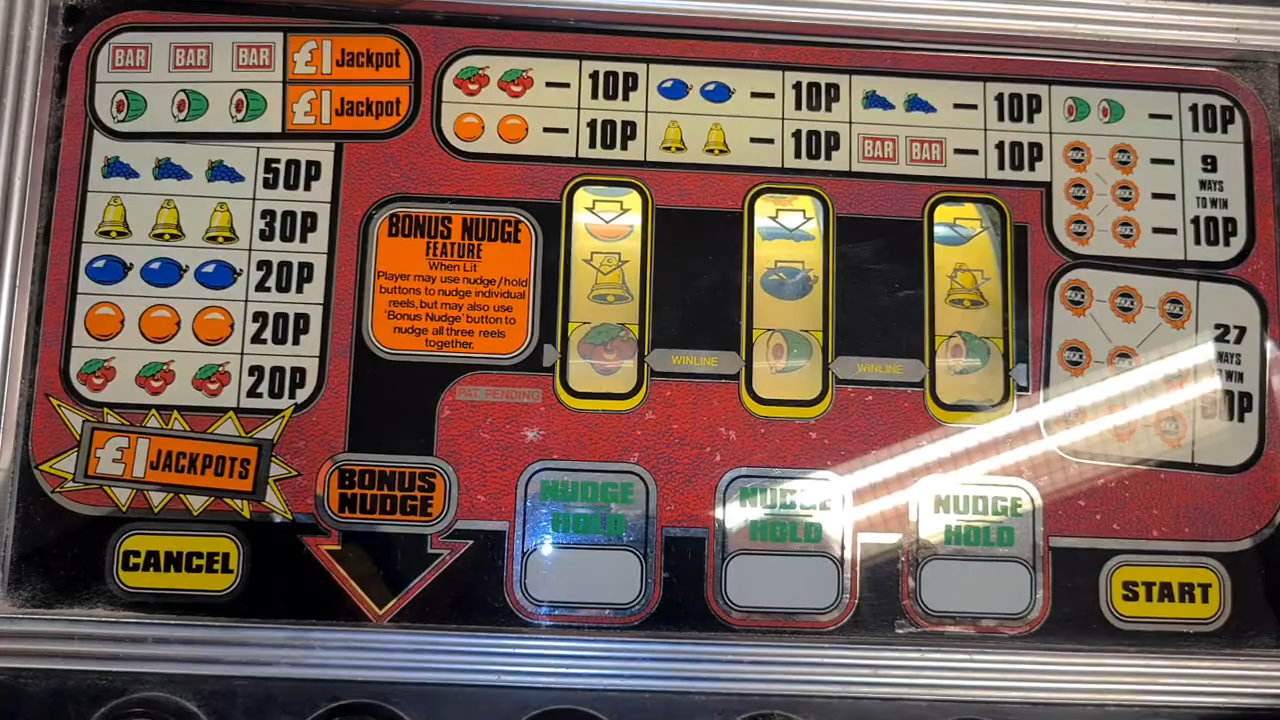 BAR BAR BAR £1 Jackpot
£1 Jackpot
50P
30P
20P
20P
20P
£1 JACKPOTS
10P 10P 10P 10P
10P 10P BAR BAR 10P
9
WAYS
TO WIN
10P
27
WAYS
TO WIN
50P
BONUS NUDGE
FEATURE
When Lit
Player may use nudge/hold
buttons to nudge individual
reels, but may also use
'Bonus Nudge' button to
nudge all three reels
together.
WINLINE WINLINE
PAT. PENDING
BONUS
NUDGE
NUDGE
HOLD
NUDGE
HOLD
NUDGE
HOLD
CANCEL
START